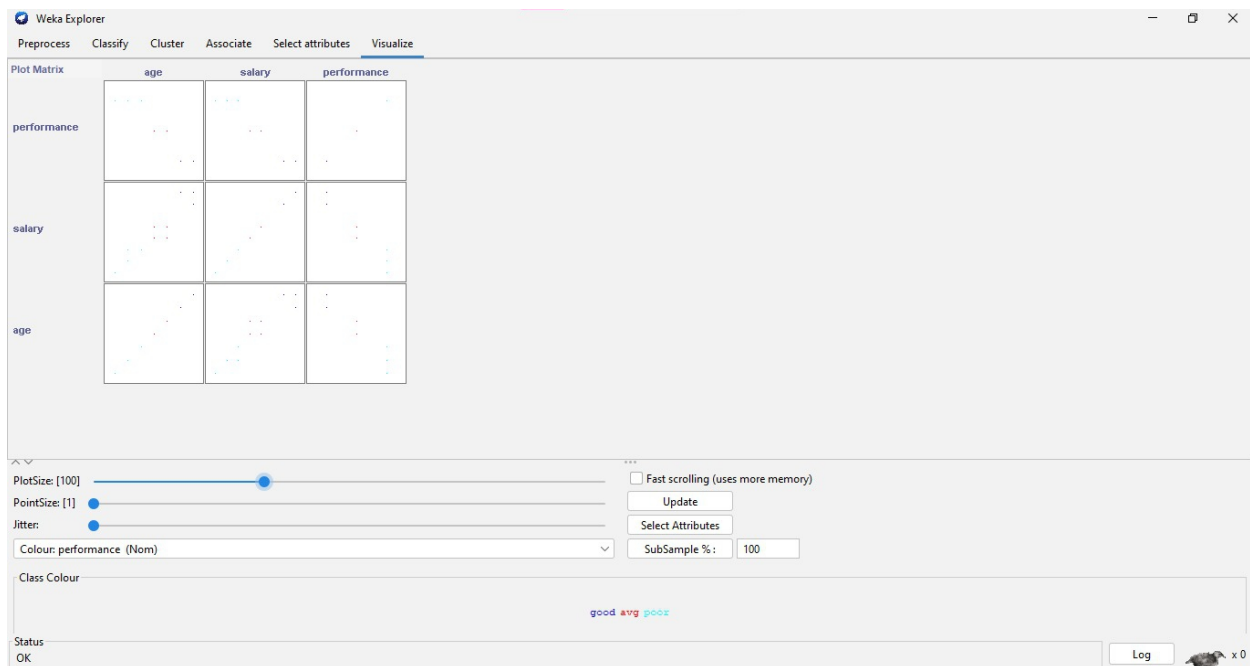 Weka Explorer
Preprocess Classify Cluster Associate Select attributes Visualize
Plot Matrix age salary performance
performance
salary
age
PlotSize: [100]
Fast scrolling (uses more memory)
PointSize: [1]
Update
Jitter:
Select Attributes
Colour: performance (Nom)
SubSample % : 100
Class Colour
good avg poor
Status
OK
Log x 0